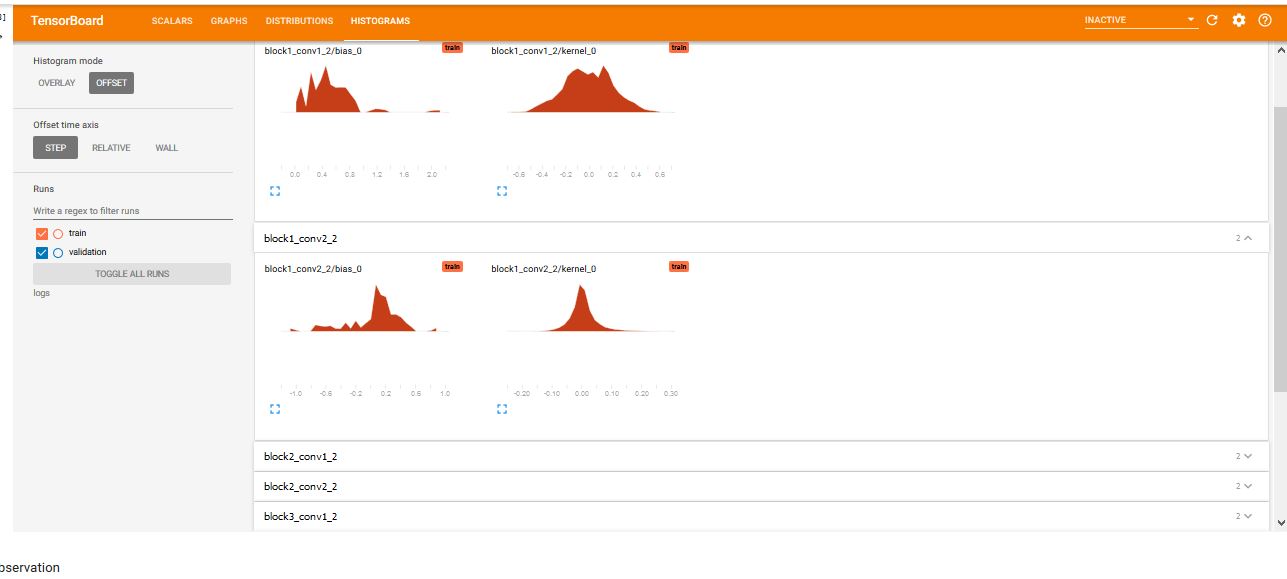 TensorBoard SCALARS GRAPHS DISTRIBUTIONS HISTOGRAMS INACTIVE
Histogram mode
OVERLAY OFFSET
Offset time axis
STEP RELATIVE WALL
Runs
Write a regex to filter runs
train
validation
TOGGLE ALL RUNS
logs
block1_conv1_2/bias_0 train
0.0 0.4 0.8 1.2 1.6 2.0
block1_conv1_2/kernel_0 train
-0.6 -0.4 -0.2 0.0 0.2 0.4 0.6
block1_conv2_2 2
block1_conv2_2/bias_0 train
-1.0 -0.6 -0.2 0.2 0.6 1.0
block1_conv2_2/kernel_0 train
-0.20 -0.10 0.00 0.10 0.20 0.30
block2_conv1_2 2
block2_conv2_2 2
block3_conv1_2 2
bservation